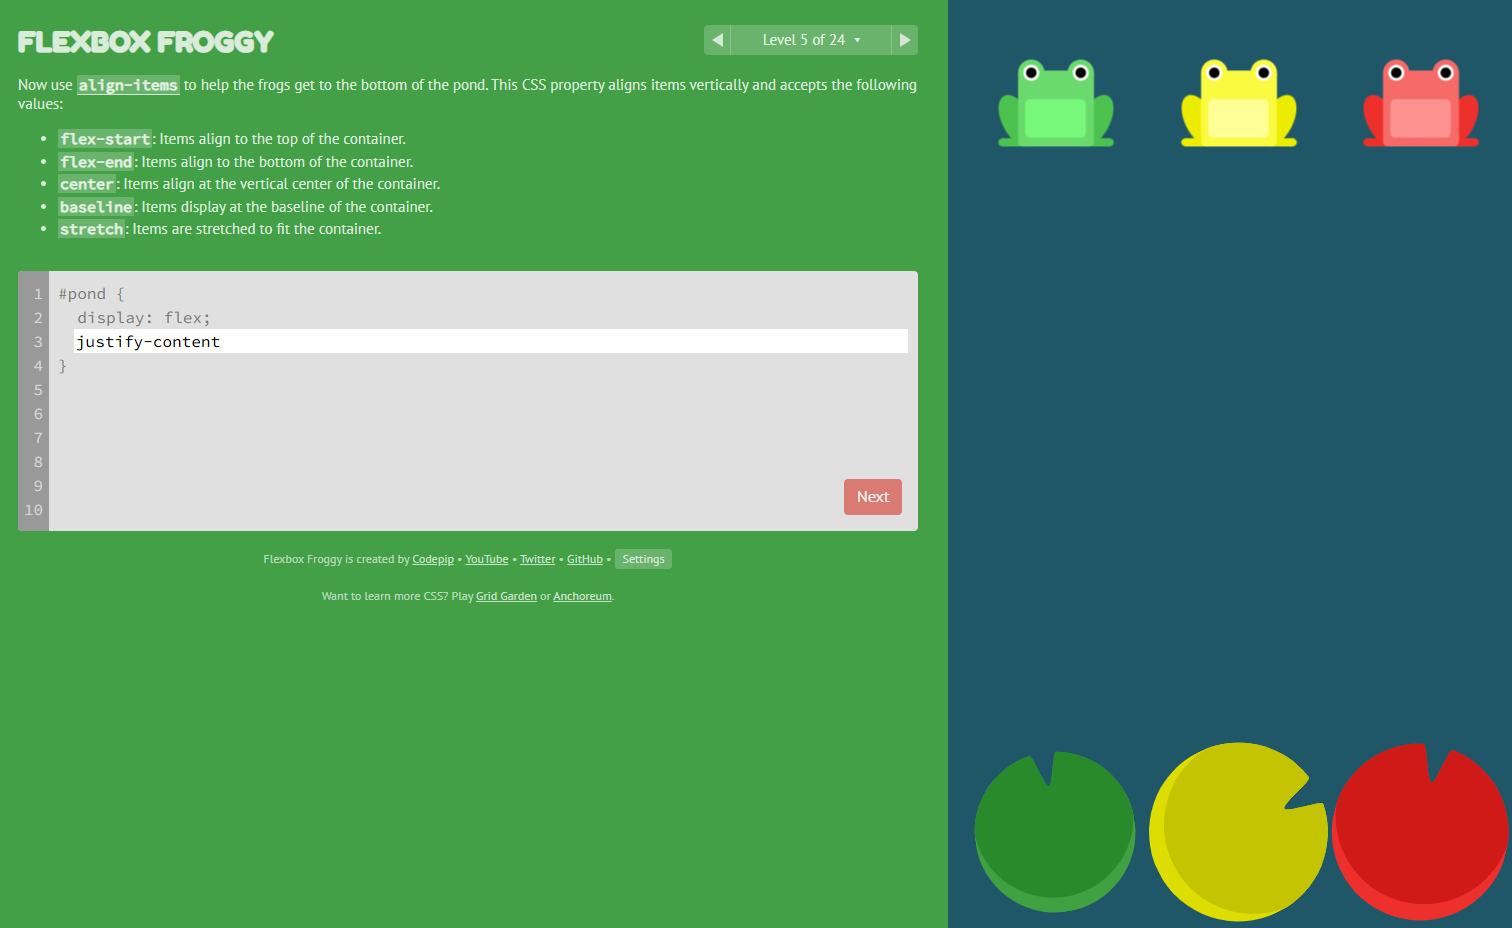 FLEXBOX FROGGY
Level 5 of 24
Now use align-items to help the frogs get to the bottom of the pond. This CSS property aligns items vertically and accepts the following
values:
• flex-start: Items align to the top of the container.
• flex-end: Items align to the bottom of the container.
• center: Items align at the vertical center of the container.
• baseline: Items display at the baseline of the container.
• stretch: Items are stretched to fit the container.
1 #pond {
2 display: flex;
3 justify-content
4 }
5
6
7
8
9
10
Next
Flexbox Froggy is created by Codepip • YouTube • Twitter • GitHub • Settings
Want to learn more CSS? Play Grid Garden or Anchoreum.